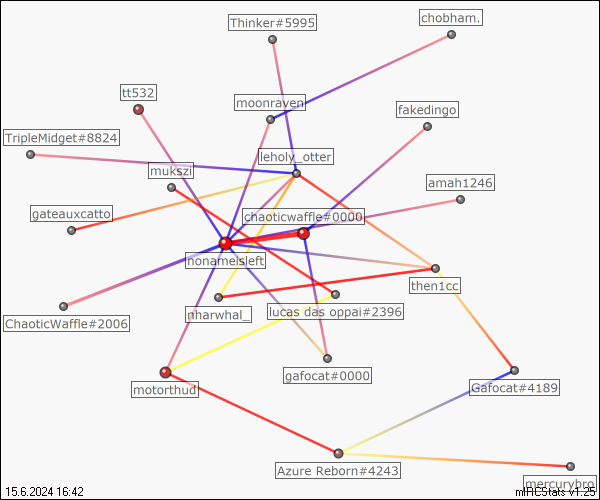 chobham.
Thinker#5995
tt532
moonraven
fakedingo
TripleMidget#8824
leholy_otter
mukszi
amah1246
gateauxcatto
chaoticwaffle#0000
nonameisleft
then1cc
nharwhal_
lucas das oppai#2396
ChaoticWaffle#2006
gafocat#0000
motorthud
Gafocat#4189
Azure Reborn#4243
mercurybro
15.6.2024 16:42
mIRCStats v1.25